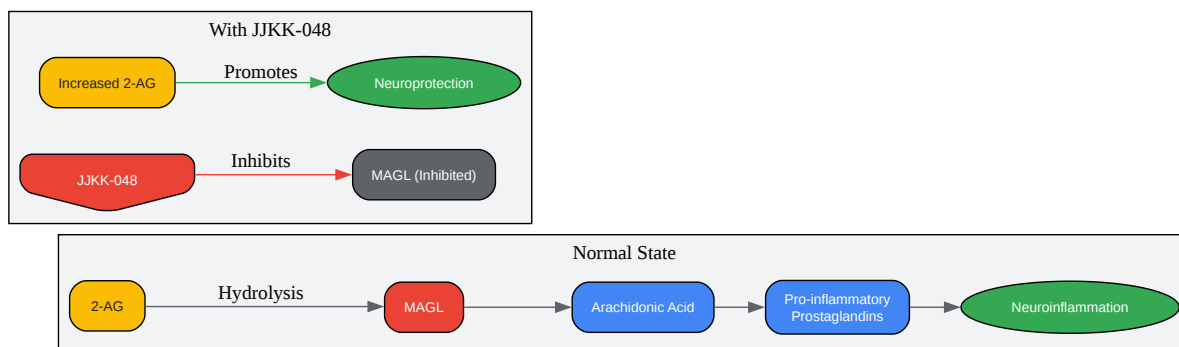 With JJKK-048
Increased 2-AG
Promotes
Neuroprotection
JJKK-048
Inhibits
MAGL (Inhibited)
Normal State
2-AG
Hydrolysis
MAGL
Arachidonic Acid
Pro-inflammatory
Prostaglandins
Neuroinflammation